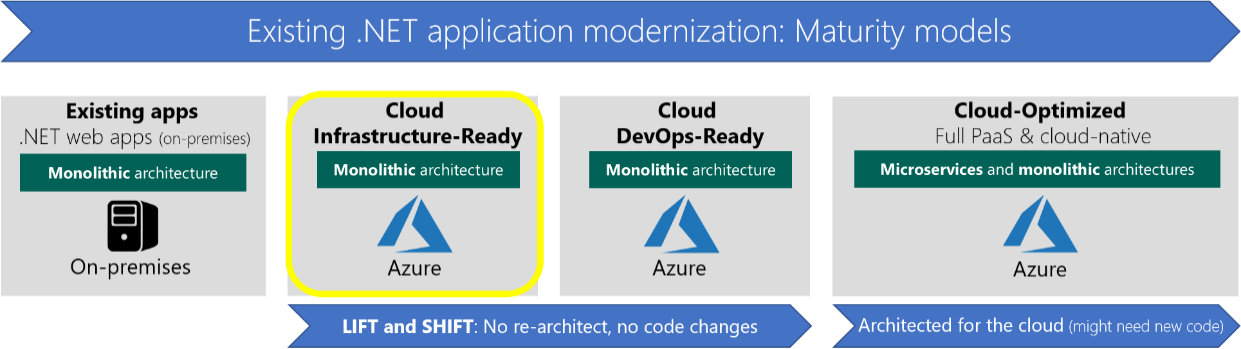 Existing .NET application modernization: Maturity models
Existing apps
.NET web apps (on-premises)
Monolithic architecture
On-premises
Cloud
Infrastructure-Ready
Monolithic architecture
Azure
Cloud
DevOps-Ready
Monolithic architecture
Azure
Cloud-Optimized
Full PaaS & cloud-native
Microservices and monolithic architectures
Azure
LIFT and SHIFT: No re-architect, no code changes
Architected for the cloud (might need new code)